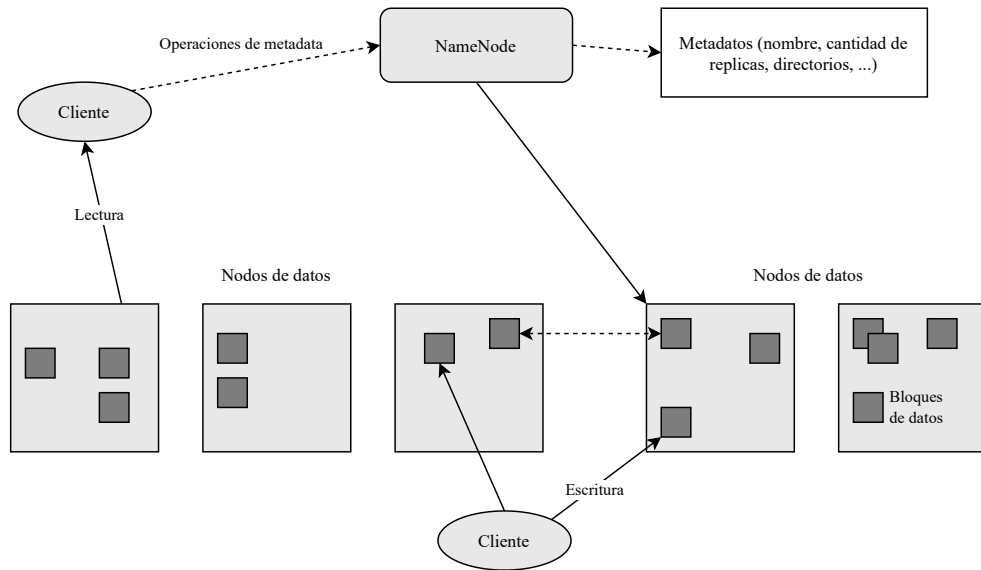 Operaciones de metadata
NameNode
Metadatos (nombre, cantidad de
replicas, directorios, ...)
Cliente
Lectura
Nodos de datos
Nodos de datos
Bloques
de datos
Escritura
Cliente